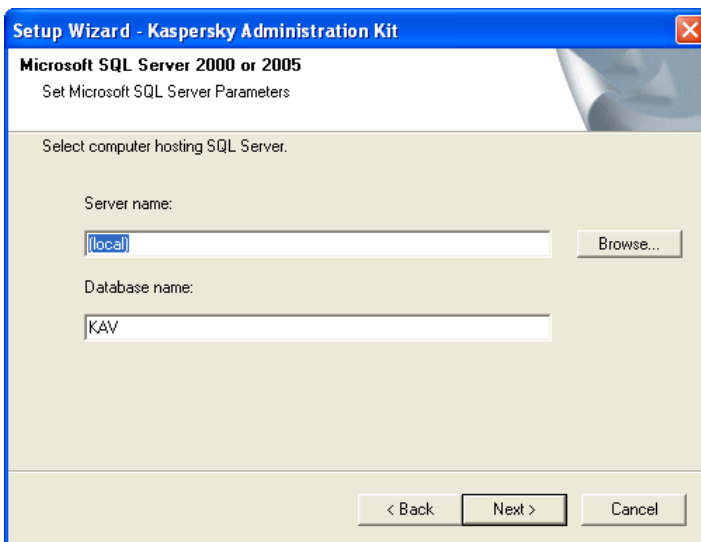 Setup Wizard - Kaspersky Administration Kit
Microsoft SQL Server 2000 or 2005
Set Microsoft SQL Server Parameters
Select computer hosting SQL Server.
Server name:
(local)
Browse...
Database name:
KAV
< Back
Next >
Cancel